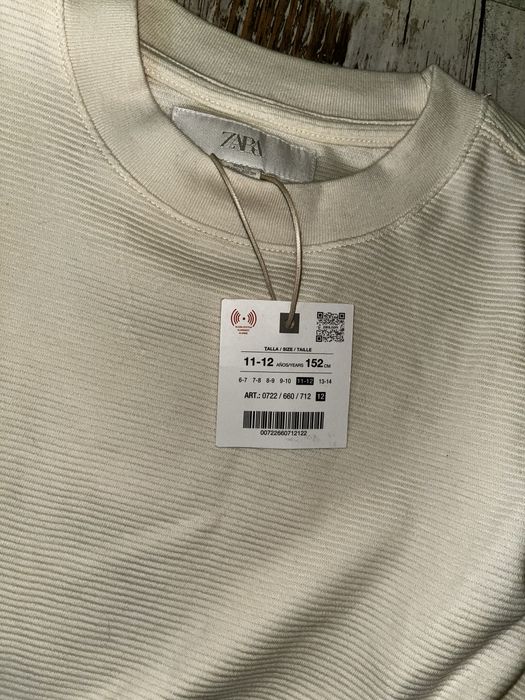 ZARA
TALLA / SIZE / TAILLE
11-12 AÑOS/YEARS 152 CM
6-7 7-8 8-9 9-10 11-12 13-14
ART.: 0722 / 660 / 712 12
00722660712122